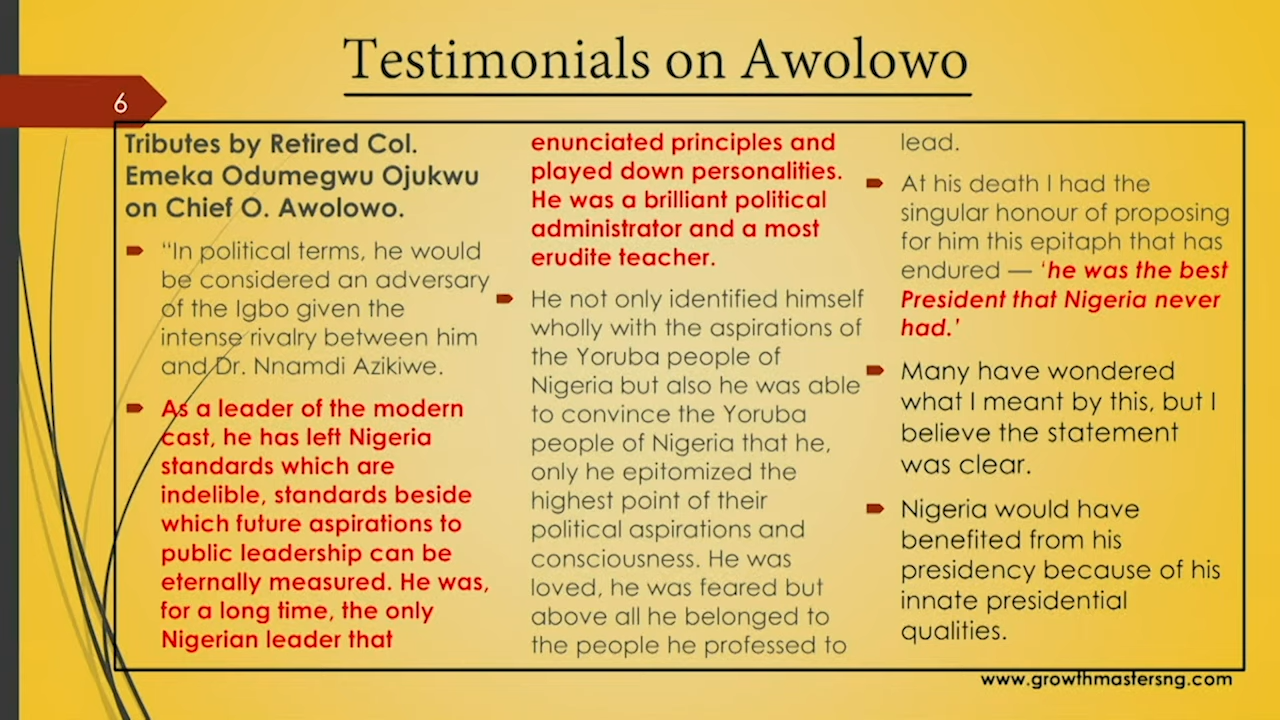 Testimonials on Awolowo
6
Tributes by Retired Col.
Emeka Odumegwu Ojukwu
on Chief O. Awolowo.
“In political terms, he would
be considered an adversary
of the Igbo given the
intense rivalry between him
and Dr. Nnamdi Azikiwe.
As a leader of the modern
cast, he has left Nigeria
standards which are
indelible, standards beside
which future aspirations to
public leadership can be
eternally measured. He was,
for a long time, the only
Nigerian leader that
enunciated principles and
played down personalities.
He was a brilliant political
administrator and a most
erudite teacher.
He not only identified himself
wholly with the aspirations of
the Yoruba people of
Nigeria but also he was able
to convince the Yoruba
people of Nigeria that he,
only he epitomized the
highest point of their
political aspirations and
consciousness. He was
loved, he was feared but
above all he belonged to
the people he professed to
lead.
At his death I had the
singular honour of proposing
for him this epitaph that has
endured — ‘he was the best
President that Nigeria never
had.’
Many have wondered
what I meant by this, but I
believe the statement
was clear.
Nigeria would have
benefited from his
presidency because of his
innate presidential
qualities.
www.growthmastersng.com